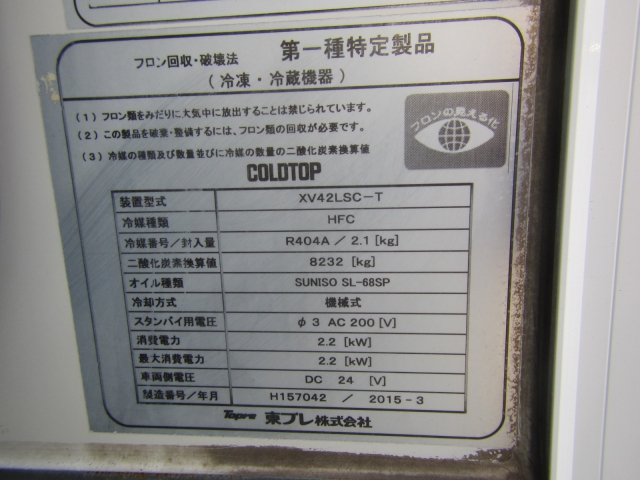 フロン回収・破壊法 第一種特定製品
（冷凍・冷蔵機器）
(1) フロン類をみだりに大気中に放出することは禁じられています。
(2) この製品を破棄・整備するには、フロン類の回収が必要です。
(3) 冷媒の種類及び数量並びに冷媒の数量の二酸化炭素換算値
フロンの見える化
COLDTOP
装置型式 XV42LSC-T
冷媒種類 HFC
冷媒番号／封入量 R404A ／ 2.1 [kg]
二酸化炭素換算値 8232 [kg]
オイル種類 SUNISO SL-68SP
冷却方式 機械式
スタンバイ用電圧 φ3 AC 200 [V]
消費電力 2.2 [kW]
最大消費電力 2.2 [kW]
車両側電圧 DC 24 [V]
製造番号／年月 H157042 ／ 2015-3
Topre 東プレ株式会社